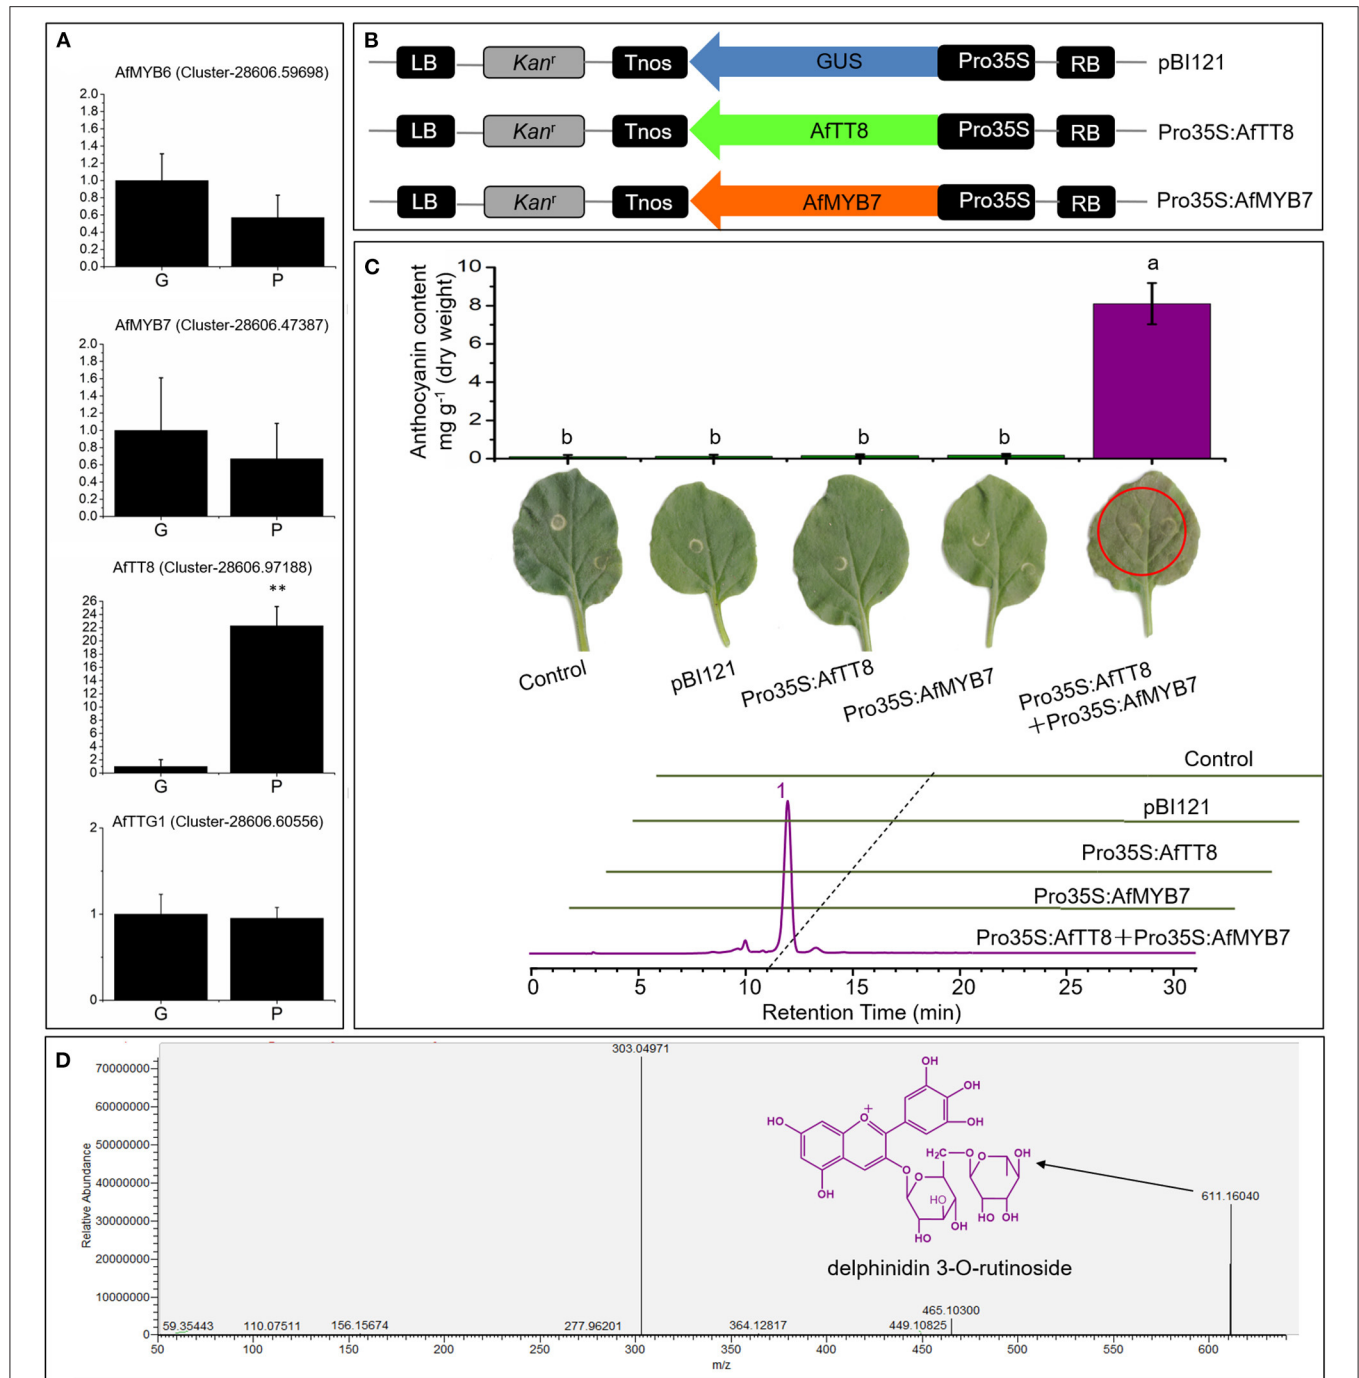 A
AfMYB6 (Cluster-28606.59698)
2.0
1.8
1.6
1.4
1.2
1.0
0.8
0.6
0.4
0.2
0.0
G P
AfMYB7 (Cluster-28606.47387)
2.0
1.8
1.6
1.4
1.2
1.0
0.8
0.6
0.4
0.2
0.0
G P
AfTT8 (Cluster-28606.97188)
**
26
24
22
20
18
16
14
12
10
8
6
4
2
0
G P
AfTTG1 (Cluster-28606.60556)
2
1
0
G P
B
LB Kanʳ Tnos GUS Pro35S RB pBI121
LB Kanʳ Tnos AfTT8 Pro35S RB Pro35S:AfTT8
LB Kanʳ Tnos AfMYB7 Pro35S RB Pro35S:AfMYB7
C
Anthocyanin content
mg g⁻¹ (dry weight)
10
8
6
4
2
0
b b b b a
Control
pBI121
Pro35S:AfTT8
Pro35S:AfMYB7
Pro35S:AfTT8
+Pro35S:AfMYB7
Control
1
pBI121
Pro35S:AfTT8
Pro35S:AfMYB7
Pro35S:AfTT8+Pro35S:AfMYB7
0 5 10 15 20 25 30
Retention Time (min)
D
Relative Abundance
70000000
60000000
50000000
40000000
30000000
20000000
10000000
0
303.04971
611.16040
465.10300
59.35443 110.07511 156.15674 277.96201 364.12817 449.10825
OH
OH
OH
HO
O+
OH
O
O
HO
OH
OH
HO
H₂C
O
O
OH
HO OH
delphinidin 3-O-rutinoside
50 100 150 200 250 300 350 400 450 500 550 600
m/z